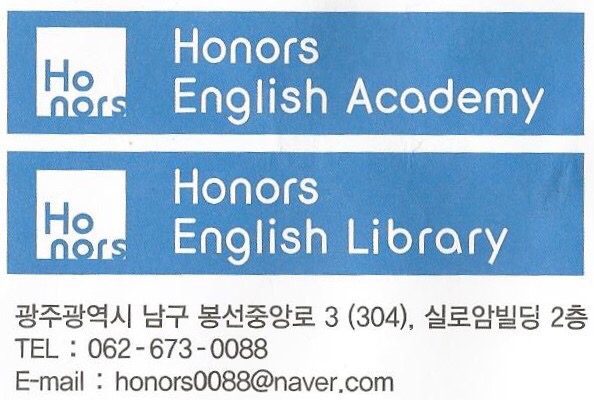 Ho
nors
Honors
English Academy
Ho
nors
Honors
English Library
광주광역시 남구 봉선중앙로 3 (304), 실로암빌딩 2층
TEL : 062-673-0088
E-mail : honors0088@naver.com